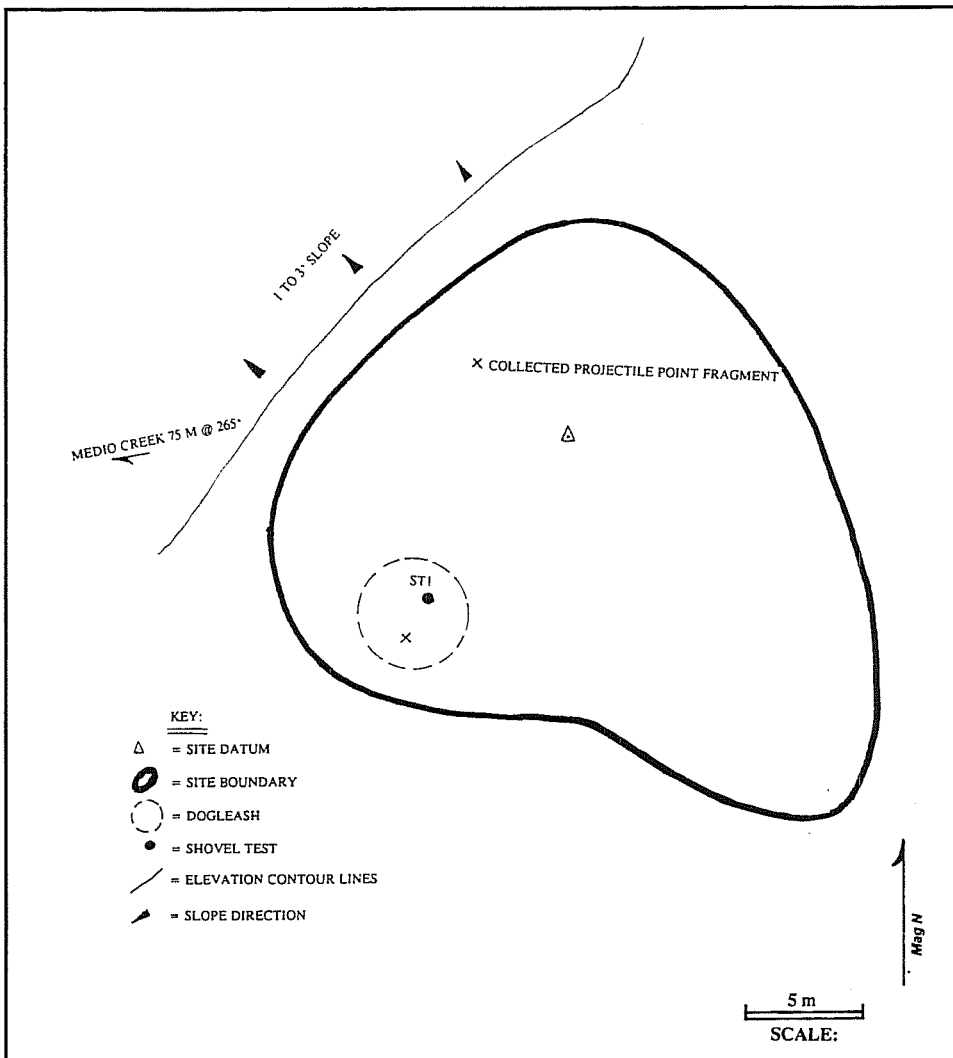 1 TO 3° SLOPE
× COLLECTED PROJECTILE POINT FRAGMENT
MEDIO CREEK 75 M @ 265°
ST1
×
KEY:
= SITE DATUM
= SITE BOUNDARY
= DOGLEASH
= SHOVEL TEST
= ELEVATION CONTOUR LINES
= SLOPE DIRECTION
Mag N
5 m
SCALE: